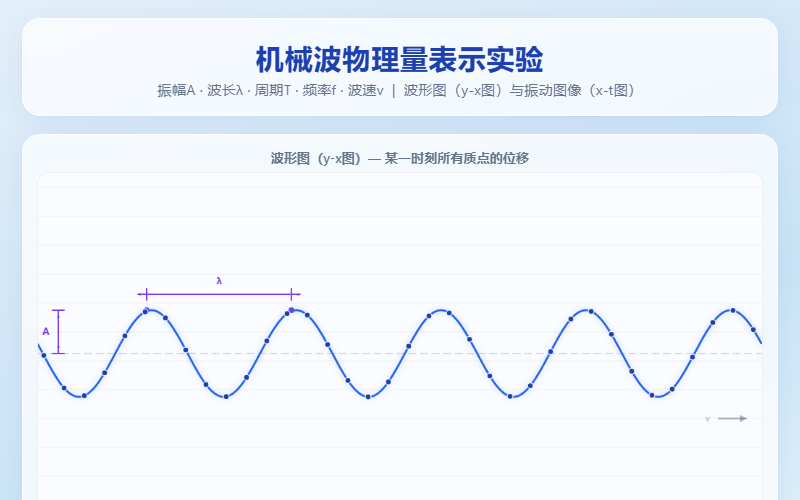 机械波物理量表示实验
振幅A · 波长λ · 周期T · 频率f · 波速v | 波形图（y-x图）与振动图像（x-t图）
波形图（y-x图）— 某一时刻所有质点的位移
λ
A
v